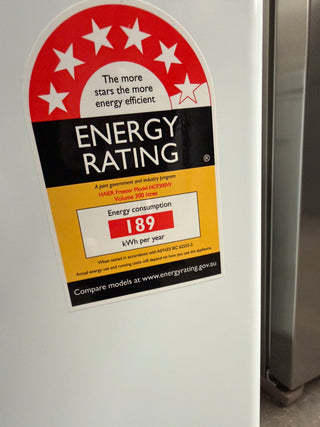 The more
stars the more
energy efficient
ENERGY
RATING ®
A joint government and industry program
HAIER Freezer Model HCF300W
Volume 300 litres
Energy consumption
189
kWh per year
When tested in accordance with AS/NZS IEC 62552-3.
Actual energy use and running costs will depend on how you use the appliance.
Compare models at www.energyrating.gov.au